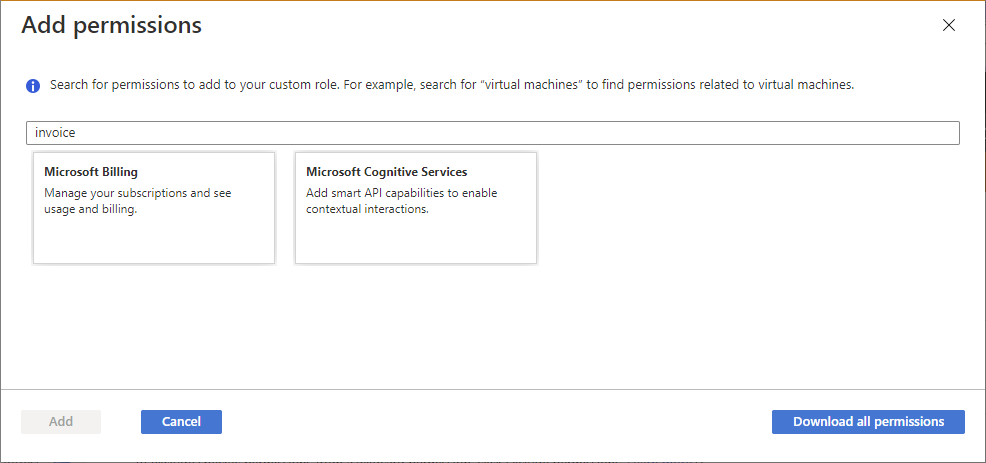 Add permissions
Search for permissions to add to your custom role. For example, search for “virtual machines” to find permissions related to virtual machines.
invoice
Microsoft Billing
Manage your subscriptions and see
usage and billing.
Microsoft Cognitive Services
Add smart API capabilities to enable
contextual interactions.
Add
Cancel
Download all permissions